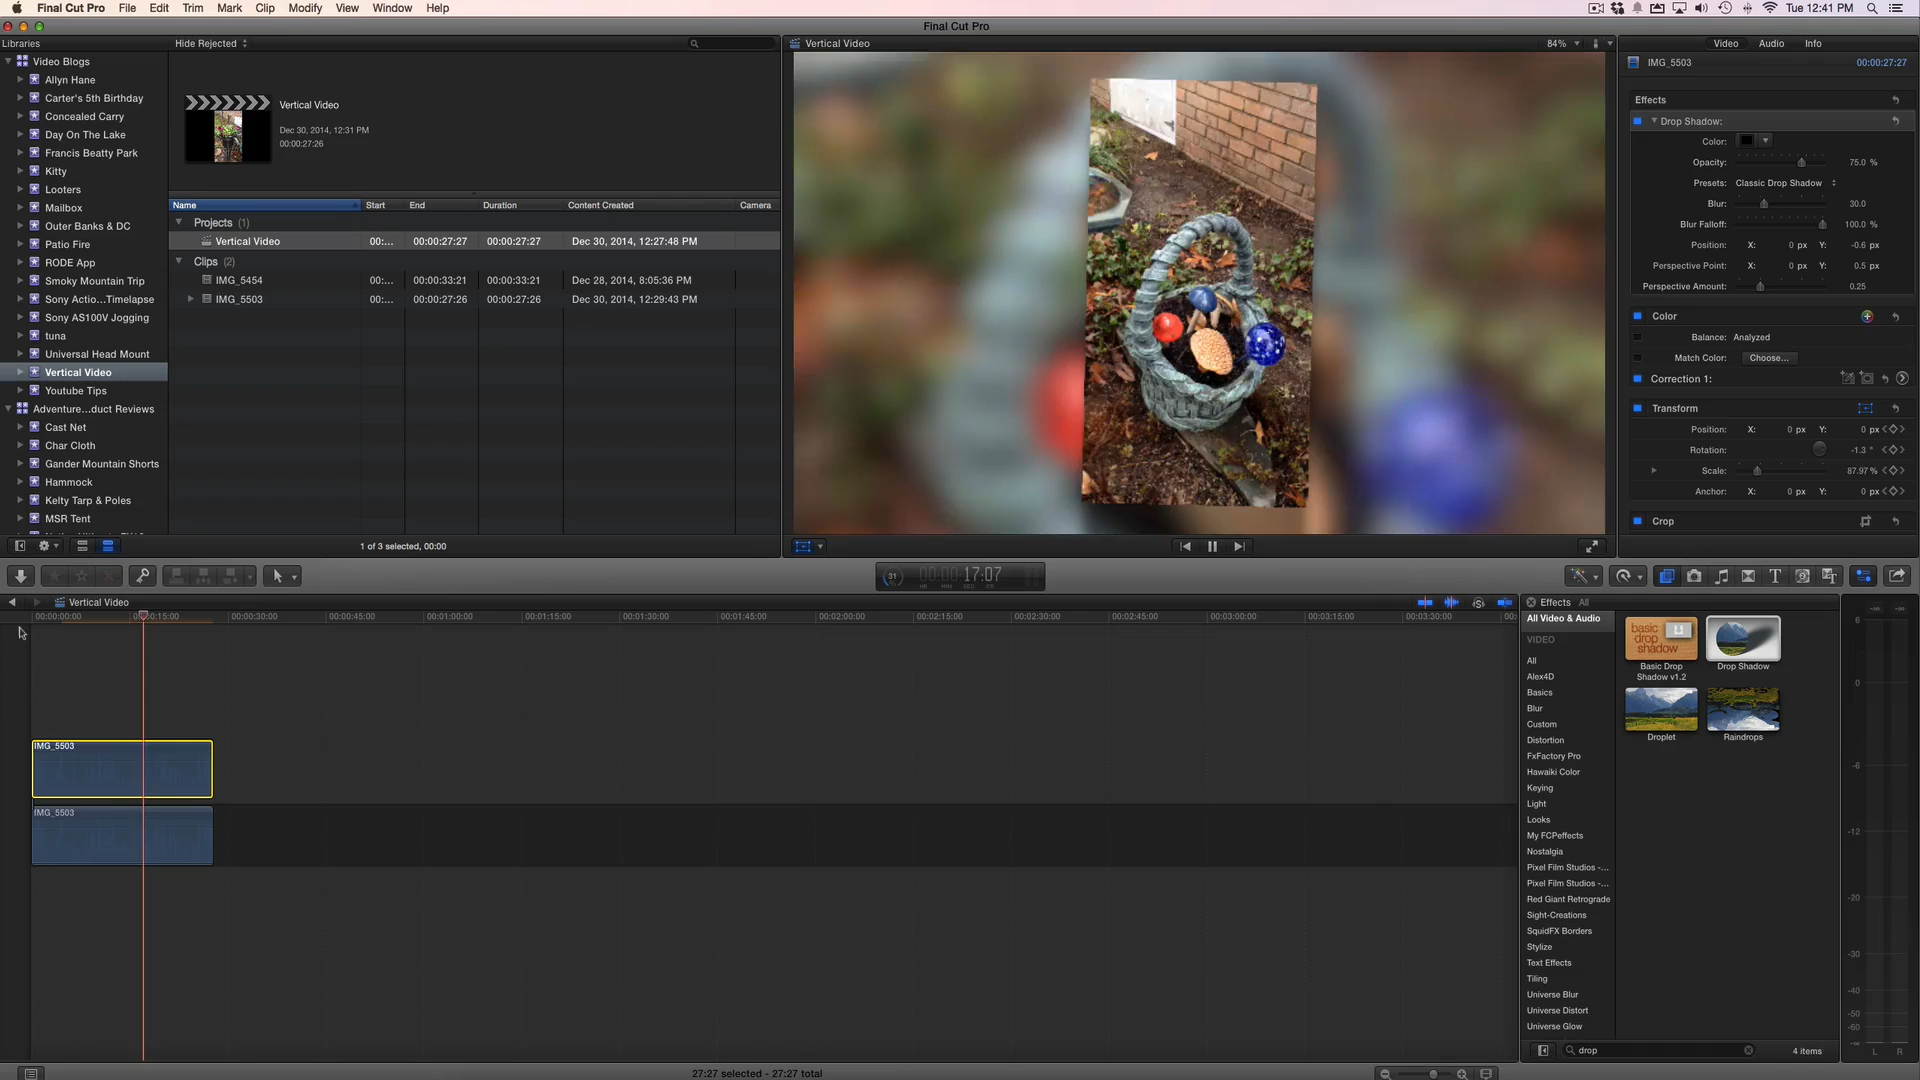 Final Cut Pro File Edit Trim Mark Clip Modify View Window Help Tue 12:41 PM
Final Cut Pro
Libraries Hide Rejected
Vertical Video 84%
Video Audio Info
IMG_5503 00:00:27:27
Video Blogs
Allyn Hane
Carter's 5th Birthday
Concealed Carry
Day On The Lake
Francis Beatty Park
Kitty
Looters
Mailbox
Outer Banks & DC
Patio Fire
RODE App
Smoky Mountain Trip
Sony Actio...Timelapse
Sony AS100V Jogging
tuna
Universal Head Mount
Vertical Video
Youtube Tips
Adventure...duct Reviews
Cast Net
Char Cloth
Gander Mountain Shorts
Hammock
Kelty Tarp & Poles
MSR Tent
Vertical Video
Dec 30, 2014, 12:31 PM
00:00:27:26
Name Start End Duration Content Created Camera
Projects (1)
Vertical Video 00:... 00:00:27:27 00:00:27:27 Dec 30, 2014, 12:27:48 PM
Clips (2)
IMG_5454 00:... 00:00:33:21 00:00:33:21 Dec 28, 2014, 8:05:36 PM
IMG_5503 00:... 00:00:27:26 00:00:27:26 Dec 30, 2014, 12:29:43 PM
1 of 3 selected, 00:00
Effects
Drop Shadow:
Color:
Opacity: 75.0 %
Presets: Classic Drop Shadow
Blur: 30.0
Blur Falloff: 100.0 %
Position: X: 0 px Y: -0.6 px
Perspective Point: X: 0 px Y: 0.5 px
Perspective Amount: 0.25
Color
Balance: Analyzed
Match Color: Choose...
Correction 1:
Transform
Position: X: 0 px Y: 0 px
Rotation: -1.3 °
Scale: 87.97 %
Anchor: X: 0 px Y: 0 px
Crop
31 00:00:17:07
HR MIN SEC FR
Vertical Video
00:00:00:00 00:00:15:00 00:00:30:00 00:00:45:00 00:01:00:00 00:01:15:00 00:01:30:00 00:01:45:00 00:02:00:00 00:02:15:00 00:02:30:00 00:02:45:00 00:03:00:00 00:03:15:00 00:03:30:00 00:
IMG_5503
IMG_5503
Effects All
All Video & Audio
VIDEO
All
Alex4D
Basics
Blur
Custom
Distortion
FxFactory Pro
Hawaiki Color
Keying
Light
Looks
My FCPeffects
Nostalgia
Pixel Film Studios -...
Pixel Film Studios -...
Red Giant Retrograde
Sight-Creations
SquidFX Borders
Stylize
Text Effects
Tiling
Universe Blur
Universe Distort
Universe Glow
basic drop shadow
Basic Drop Shadow v1.2
Drop Shadow
Droplet
Raindrops
drop 4 items
-∞ -∞
6
0
-6
-12
-20
-30
-40
-50
-60
-∞
L R
27:27 selected - 27:27 total